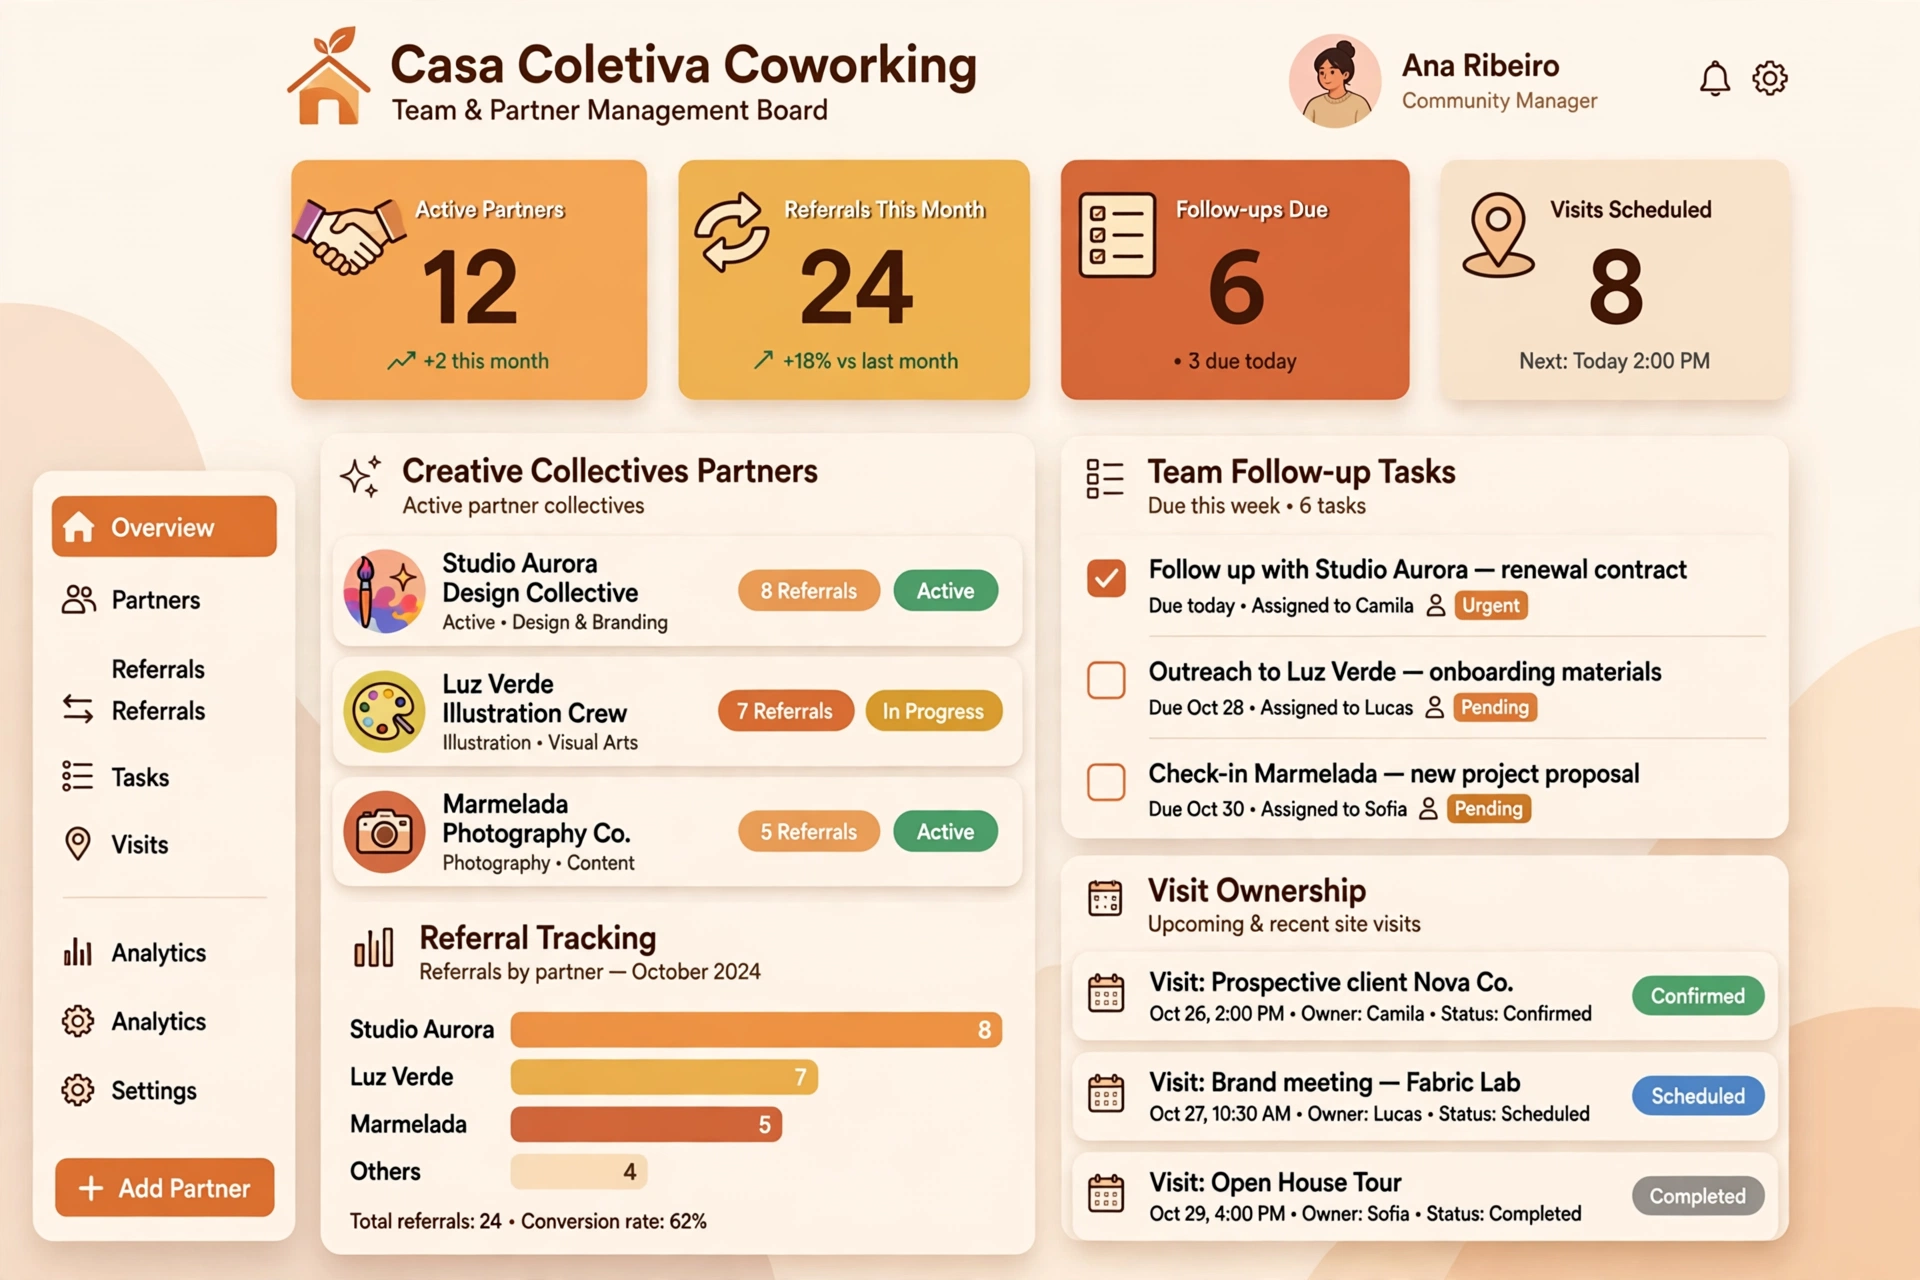 Casa Coletiva Coworking
Team & Partner Management Board
Ana Ribeiro
Community Manager
Active Partners
12
+2 this month
Referrals This Month
24
+18% vs last month
Follow-ups Due
6
• 3 due today
Visits Scheduled
8
Next: Today 2:00 PM
Overview
Partners
Referrals
Referrals
Tasks
Visits
Analytics
Analytics
Settings
+ Add Partner
Creative Collectives Partners
Active partner collectives
Studio Aurora
Design Collective
Active • Design & Branding
8 Referrals
Active
Luz Verde
Illustration Crew
Illustration • Visual Arts
7 Referrals
In Progress
Marmelada
Photography Co.
Photography • Content
5 Referrals
Active
Referral Tracking
Referrals by partner — October 2024
Studio Aurora 8
Luz Verde 7
Marmelada 5
Others 4
Total referrals: 24 • Conversion rate: 62%
Team Follow-up Tasks
Due this week • 6 tasks
Follow up with Studio Aurora — renewal contract
Due today • Assigned to Camila Urgent
Outreach to Luz Verde — onboarding materials
Due Oct 28 • Assigned to Lucas Pending
Check-in Marmelada — new project proposal
Due Oct 30 • Assigned to Sofia Pending
Visit Ownership
Upcoming & recent site visits
Visit: Prospective client Nova Co.
Oct 26, 2:00 PM • Owner: Camila • Status: Confirmed
Confirmed
Visit: Brand meeting — Fabric Lab
Oct 27, 10:30 AM • Owner: Lucas • Status: Scheduled
Scheduled
Visit: Open House Tour
Oct 29, 4:00 PM • Owner: Sofia • Status: Completed
Completed